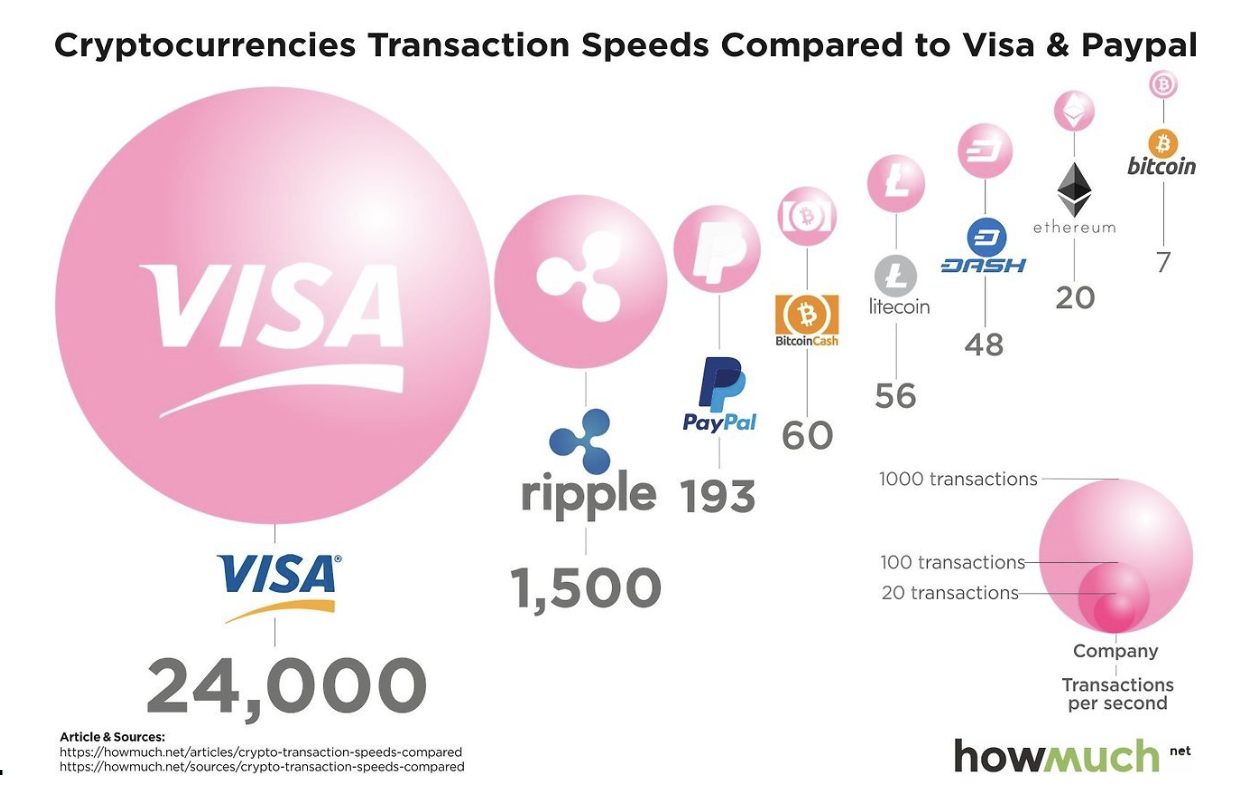 Cryptocurrencies Transaction Speeds Compared to Visa & Paypal
VISA
VISA®
24,000
ripple
1,500
PayPal
193
BitcoinCash
60
litecoin
56
DASH
48
ethereum
20
bitcoin
7
1000 transactions
100 transactions
20 transactions
Company
Transactions
per second
Article & Sources:
https://howmuch.net/articles/crypto-transaction-speeds-compared
https://howmuch.net/sources/crypto-transaction-speeds-compared
howmuch net